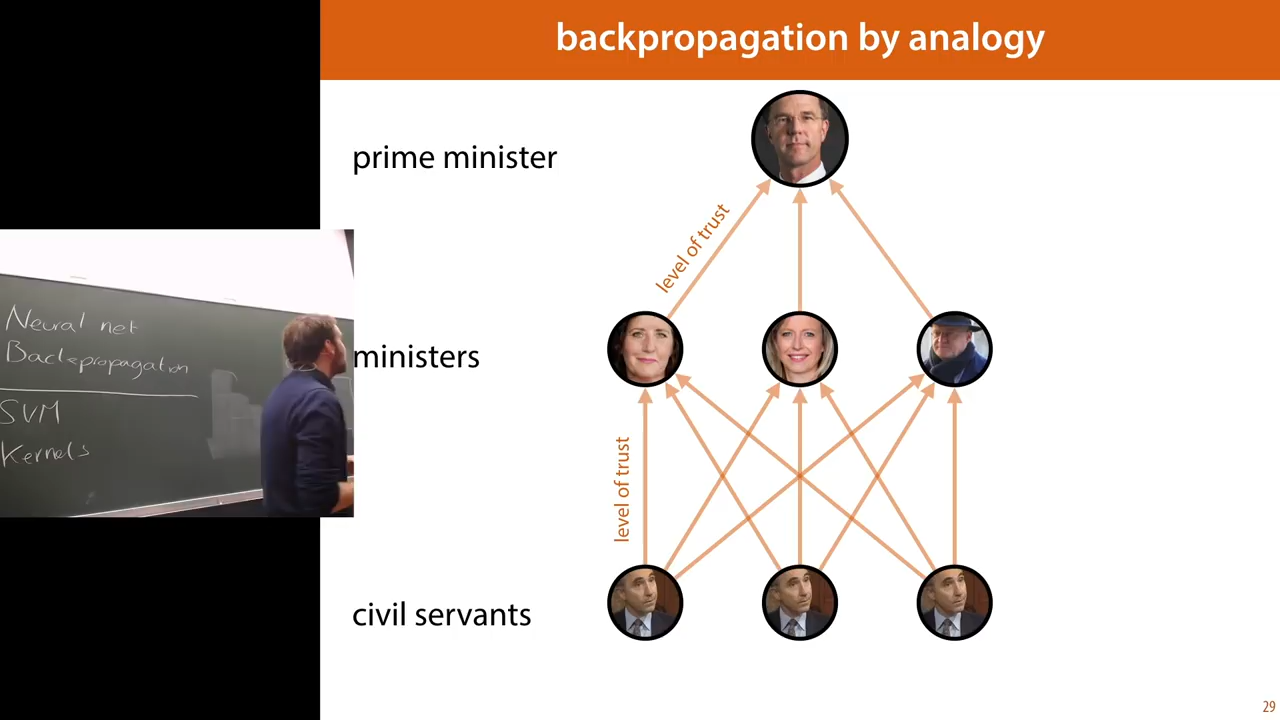 backpropagation by analogy
prime minister
level of trust
Neural net
Backpropagation
SVM
Kernels
ministers
level of trust
civil servants
29